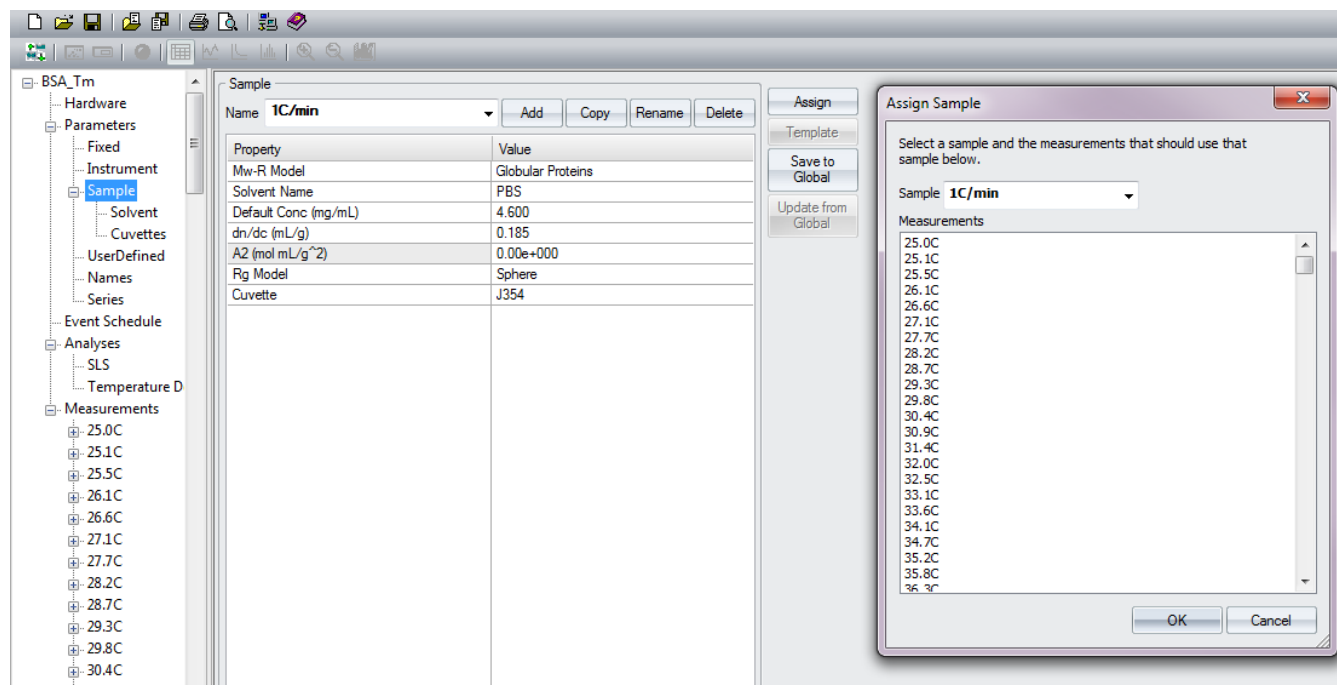 BSA_Tm
Hardware
Parameters
Fixed
Instrument
Sample
Solvent
Cuvettes
UserDefined
Names
Series
Event Schedule
Analyses
SLS
Temperature D
Measurements
25.0C
25.1C
25.5C
26.1C
26.6C
27.1C
27.7C
28.2C
28.7C
29.3C
29.8C
30.4C
Sample
Name 1C/min Add Copy Rename Delete
Property Value
Mw-R Model Globular Proteins
Solvent Name PBS
Default Conc (mg/mL) 4.600
dn/dc (mL/g) 0.185
A2 (mol mL/g^2) 0.00e+000
Rg Model Sphere
Cuvette J354
Assign
Template
Save to
Global
Update from
Global
Assign Sample
Select a sample and the measurements that should use that
sample below.
Sample 1C/min
Measurements
25.0C
25.1C
25.5C
26.1C
26.6C
27.1C
27.7C
28.2C
28.7C
29.3C
29.8C
30.4C
30.9C
31.4C
32.0C
32.5C
33.1C
33.6C
34.1C
34.7C
35.2C
35.8C
36.3C
OK Cancel